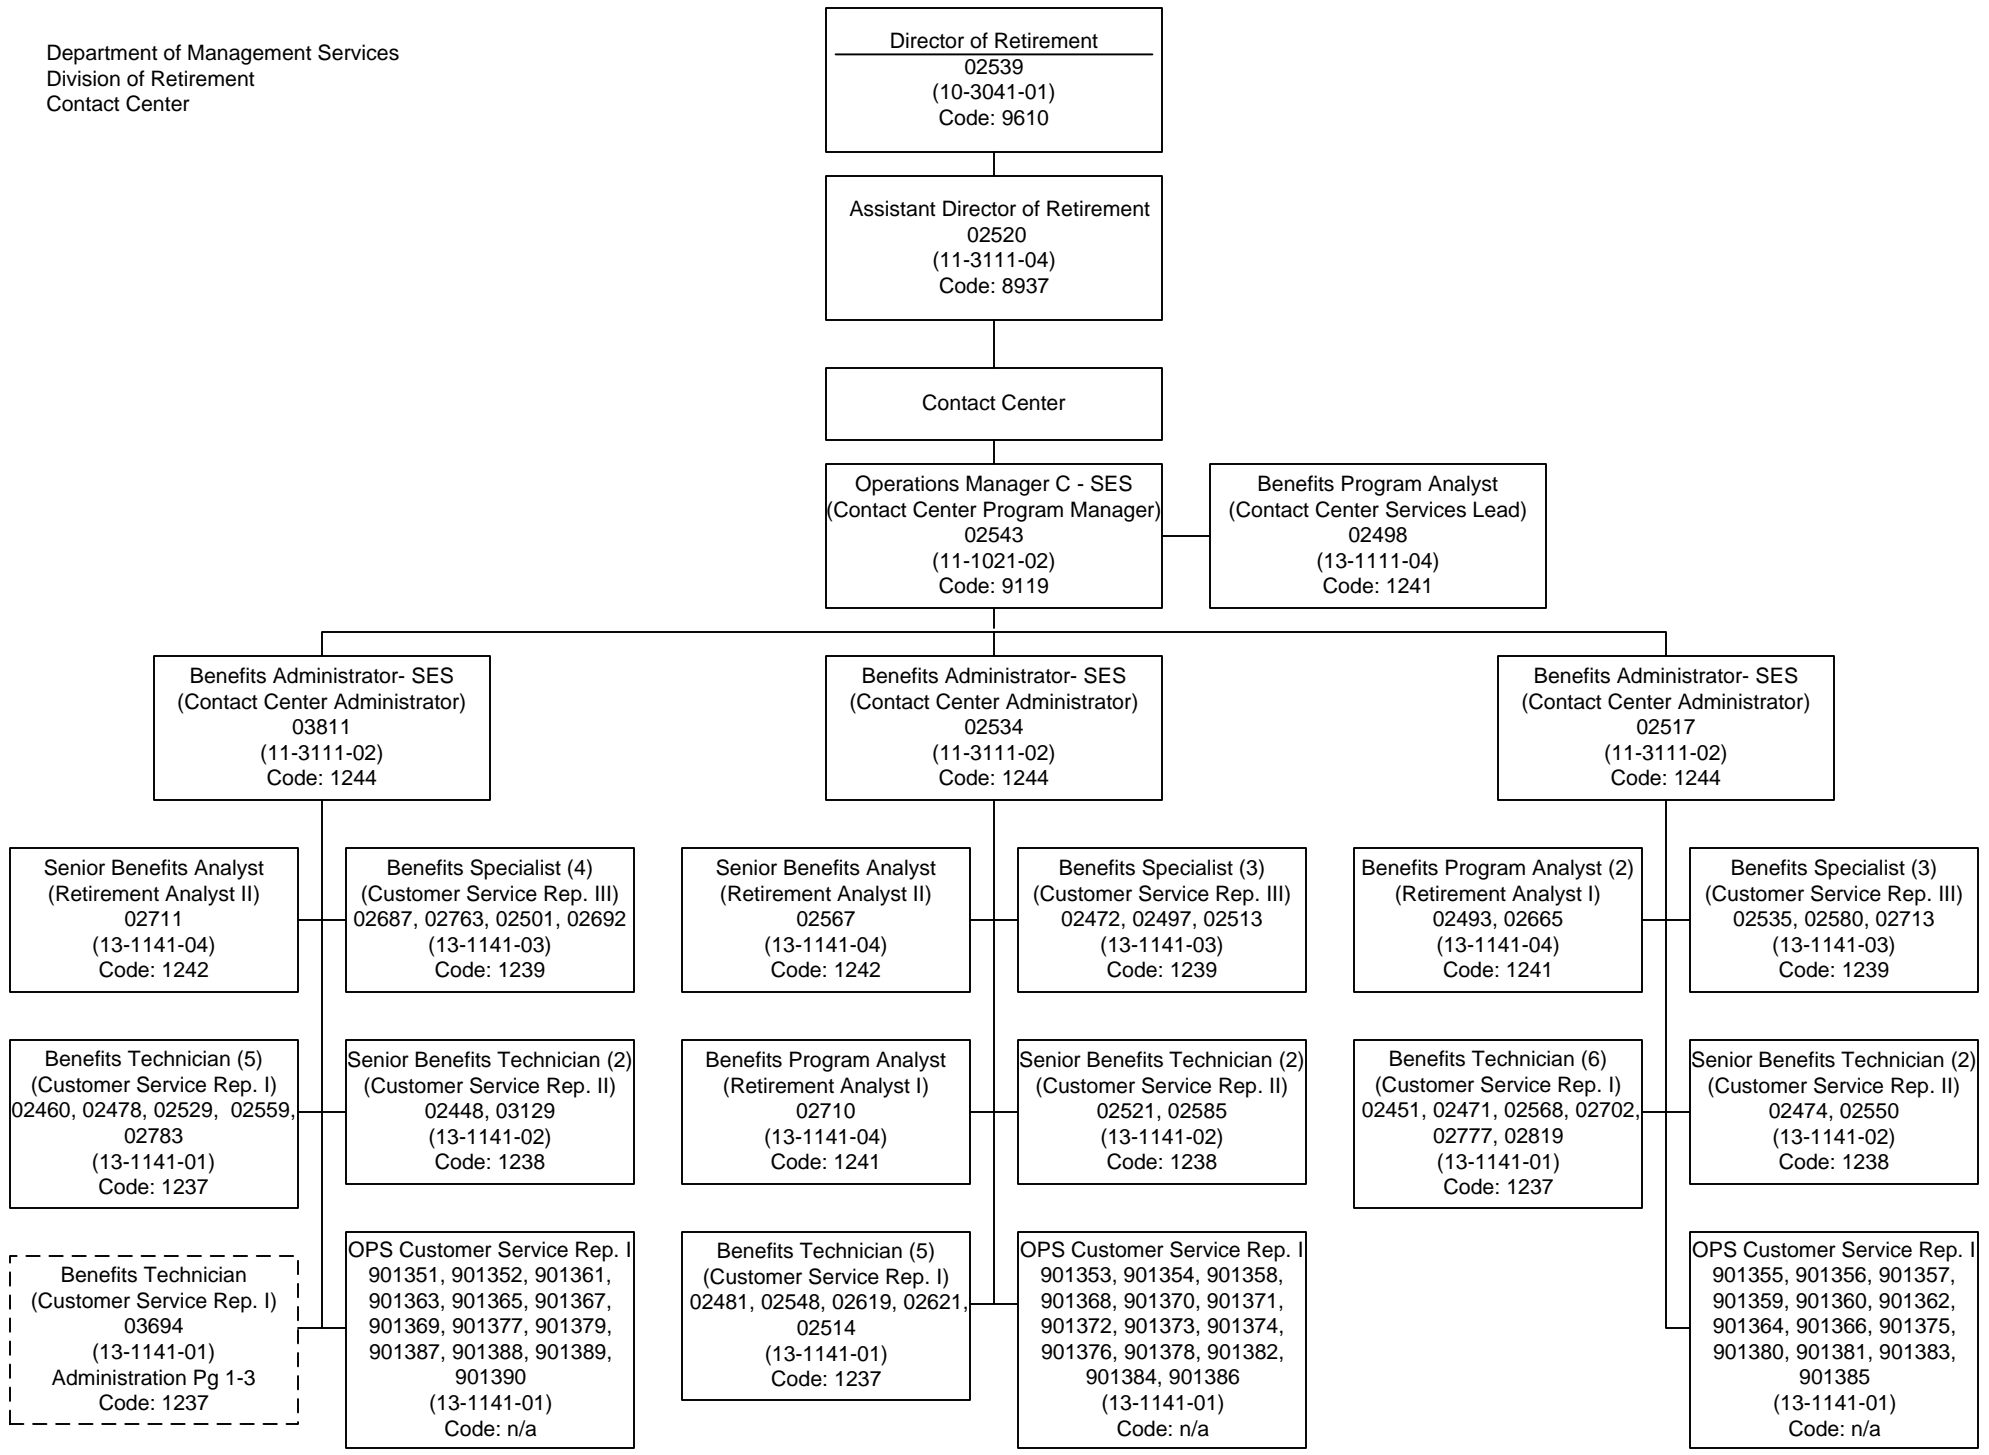 Department of Management Services
Division of Retirement
Contact Center
Director of Retirement
02539
(10-3041-01)
Code: 9610
Assistant Director of Retirement
02520
(11-3111-04)
Code: 8937
Contact Center
Operations Manager C - SES
(Contact Center Program Manager)
02543
(11-1021-02)
Code: 9119
Benefits Program Analyst
(Contact Center Services Lead)
02498
(13-1111-04)
Code: 1241
Benefits Administrator- SES
(Contact Center Administrator)
03811
(11-3111-02)
Code: 1244
Benefits Administrator- SES
(Contact Center Administrator)
02534
(11-3111-02)
Code: 1244
Benefits Administrator- SES
(Contact Center Administrator)
02517
(11-3111-02)
Code: 1244
Senior Benefits Analyst
(Retirement Analyst II)
02711
(13-1141-04)
Code: 1242
Benefits Specialist (4)
(Customer Service Rep. III)
02687, 02763, 02501, 02692
(13-1141-03)
Code: 1239
Senior Benefits Analyst
(Retirement Analyst II)
02567
(13-1141-04)
Code: 1242
Benefits Specialist (3)
(Customer Service Rep. III)
02472, 02497, 02513
(13-1141-03)
Code: 1239
Benefits Program Analyst (2)
(Retirement Analyst I)
02493, 02665
(13-1141-04)
Code: 1241
Benefits Specialist (3)
(Customer Service Rep. III)
02535, 02580, 02713
(13-1141-03)
Code: 1239
Benefits Technician (5)
(Customer Service Rep. I)
02460, 02478, 02529, 02559,
02783
(13-1141-01)
Code: 1237
Senior Benefits Technician (2)
(Customer Service Rep. II)
02448, 03129
(13-1141-02)
Code: 1238
Benefits Program Analyst
(Retirement Analyst I)
02710
(13-1141-04)
Code: 1241
Senior Benefits Technician (2)
(Customer Service Rep. II)
02521, 02585
(13-1141-02)
Code: 1238
Benefits Technician (6)
(Customer Service Rep. I)
02451, 02471, 02568, 02702,
02777, 02819
(13-1141-01)
Code: 1237
Senior Benefits Technician (2)
(Customer Service Rep. II)
02474, 02550
(13-1141-02)
Code: 1238
Benefits Technician
(Customer Service Rep. I)
03694
(13-1141-01)
Administration Pg 1-3
Code: 1237
OPS Customer Service Rep. I
901351, 901352, 901361,
901363, 901365, 901367,
901369, 901377, 901379,
901387, 901388, 901389,
901390
(13-1141-01)
Code: n/a
Benefits Technician (5)
(Customer Service Rep. I)
02481, 02548, 02619, 02621,
02514
(13-1141-01)
Code: 1237
OPS Customer Service Rep. I
901353, 901354, 901358,
901368, 901370, 901371,
901372, 901373, 901374,
901376, 901378, 901382,
901384, 901386
(13-1141-01)
Code: n/a
OPS Customer Service Rep. I
901355, 901356, 901357,
901359, 901360, 901362,
901364, 901366, 901375,
901380, 901381, 901383,
901385
(13-1141-01)
Code: n/a